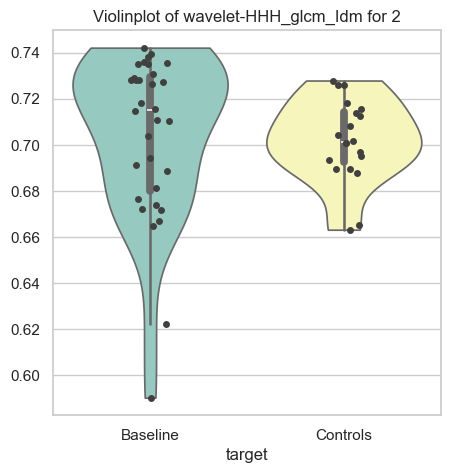 Violinplot of wavelet-HHH_glcm_Idm for 2
0.74
0.72
0.70
0.68
0.66
0.64
0.62
0.60
Baseline Controls
target